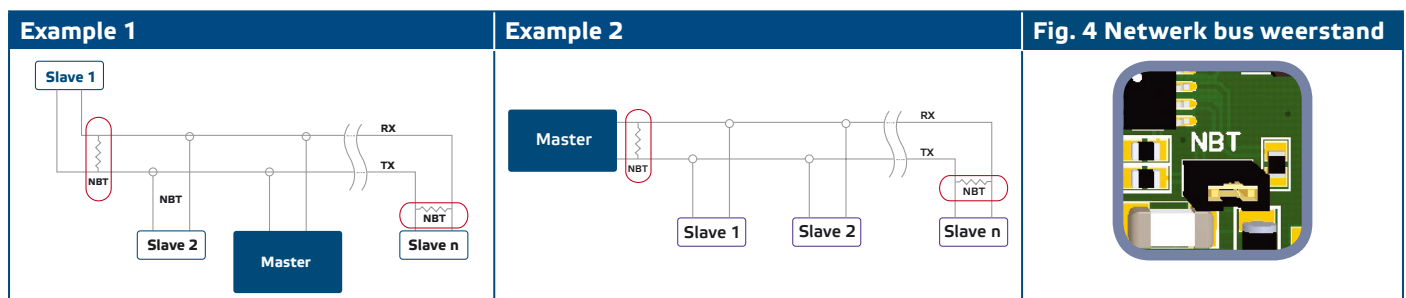 Example 1
Slave 1
RX
TX
NBT
NBT
NBT
Slave 2
Master
Slave n
Example 2
Master
RX
TX
NBT
NBT
Slave 1
Slave 2
Slave n
Fig. 4 Netwerk bus weerstand
NBT